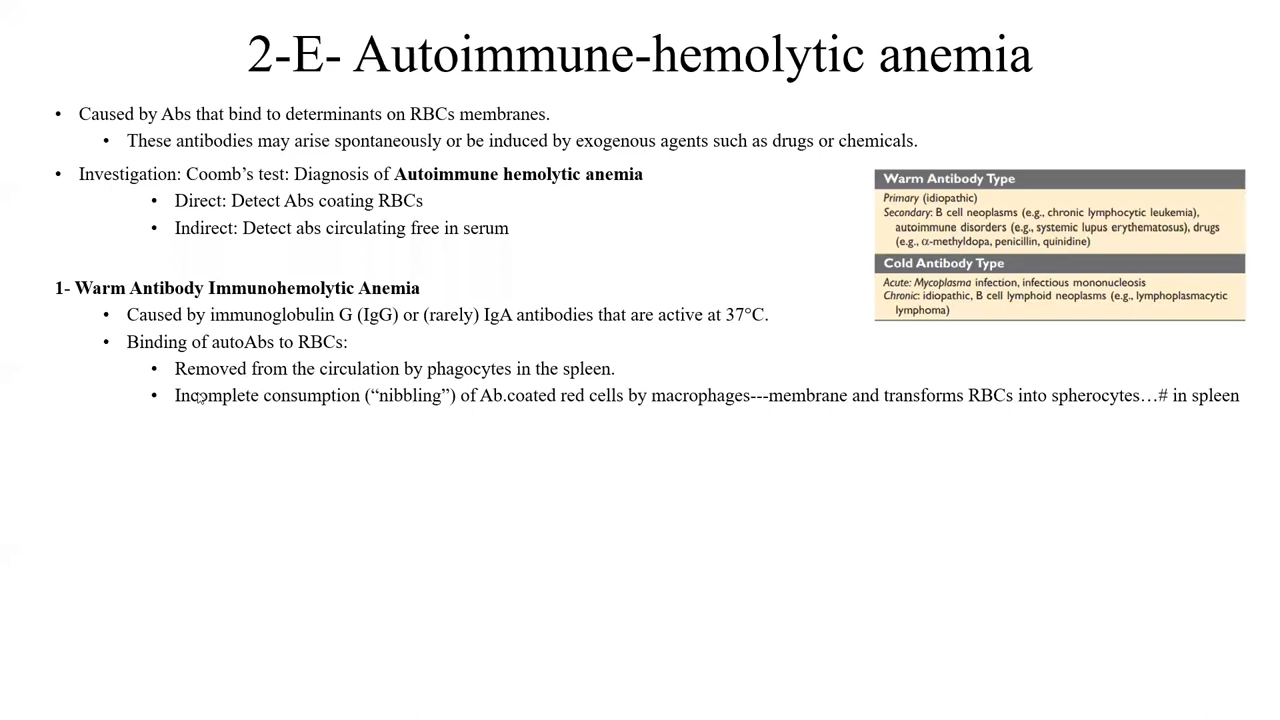 2-E- Autoimmune-hemolytic anemia
• Caused by Abs that bind to determinants on RBCs membranes.
• These antibodies may arise spontaneously or be induced by exogenous agents such as drugs or chemicals.
• Investigation: Coomb’s test: Diagnosis of Autoimmune hemolytic anemia
• Direct: Detect Abs coating RBCs
• Indirect: Detect abs circulating free in serum
Warm Antibody Type
Primary (idiopathic)
Secondary: B cell neoplasms (e.g., chronic lymphocytic leukemia),
autoimmune disorders (e.g., systemic lupus erythematosus), drugs
(e.g., α-methyldopa, penicillin, quinidine)
Cold Antibody Type
Acute: Mycoplasma infection, infectious mononucleosis
Chronic: idiopathic, B cell lymphoid neoplasms (e.g., lymphoplasmacytic
lymphoma)
1- Warm Antibody Immunohemolytic Anemia
• Caused by immunoglobulin G (IgG) or (rarely) IgA antibodies that are active at 37°C.
• Binding of autoAbs to RBCs:
• Removed from the circulation by phagocytes in the spleen.
• Incomplete consumption (“nibbling”) of Ab.coated red cells by macrophages---membrane and transforms RBCs into spherocytes…# in spleen